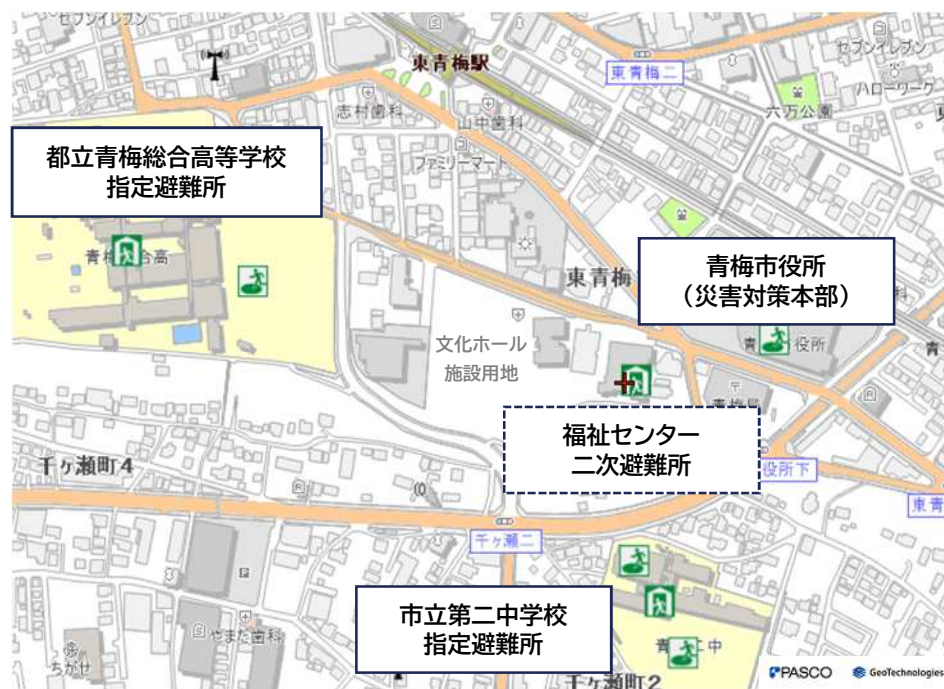 セブンイレブン
東青梅駅
東青梅二
セブンイレブン
ハローワーク
六万公園
志村歯科
山中歯科
ファミリーマート
都立青梅総合高等学校
指定避難所
青梅総合高
東青梅
青梅市役所
（災害対策本部）
役所
文化ホール
施設用地
青梅局
福祉センター
二次避難所
千ヶ瀬町4
役所下
東青
千ヶ瀬二
市立第二中学校
指定避難所
やまた歯科
ちがせ
中
千ヶ瀬町2
PASCO
GeoTechnologies